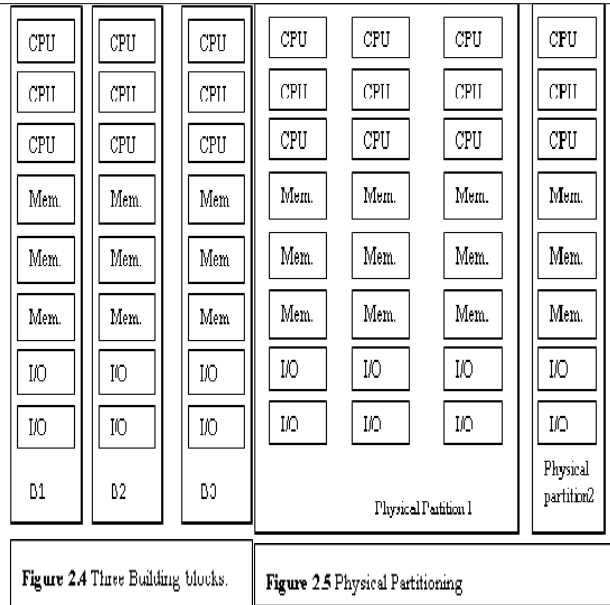 CPU
CPU
CPU
Mem.
Mem.
Mem.
I/O
I/O
B1
CPU
CPU
CPU
Mem.
Mem.
Mem.
I/O
I/O
B2
CPU
CPU
CPU
Mem
Mem
Mem
I/O
I/O
B3
Figure 2.4 Three Building blocks.
CPU
CPU
CPU
Mem.
Mem.
Mem.
I/O
I/O
CPU
CPU
CPU
Mem.
Mem.
Mem.
I/O
I/O
CPU
CPU
CPU
Mem.
Mem.
Mem.
I/O
I/O
Physical Partition 1
CPU
CPU
CPU
Mem.
Mem.
Mem.
I/O
I/O
Physical
partition2
Figure 2.5 Physical Partitioning